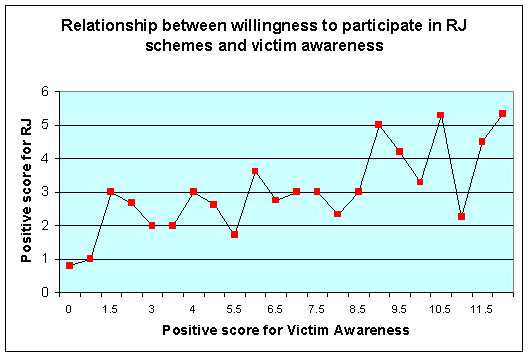 Relationship between willingness to participate in RJ
schemes and victim awareness
Positive score for RJ
6
5
4
3
2
1
0
0 1.5 3 4 5.5 6.5 7.5 8.5 9.5 10.5 11.5
Positive score for Victim Awareness